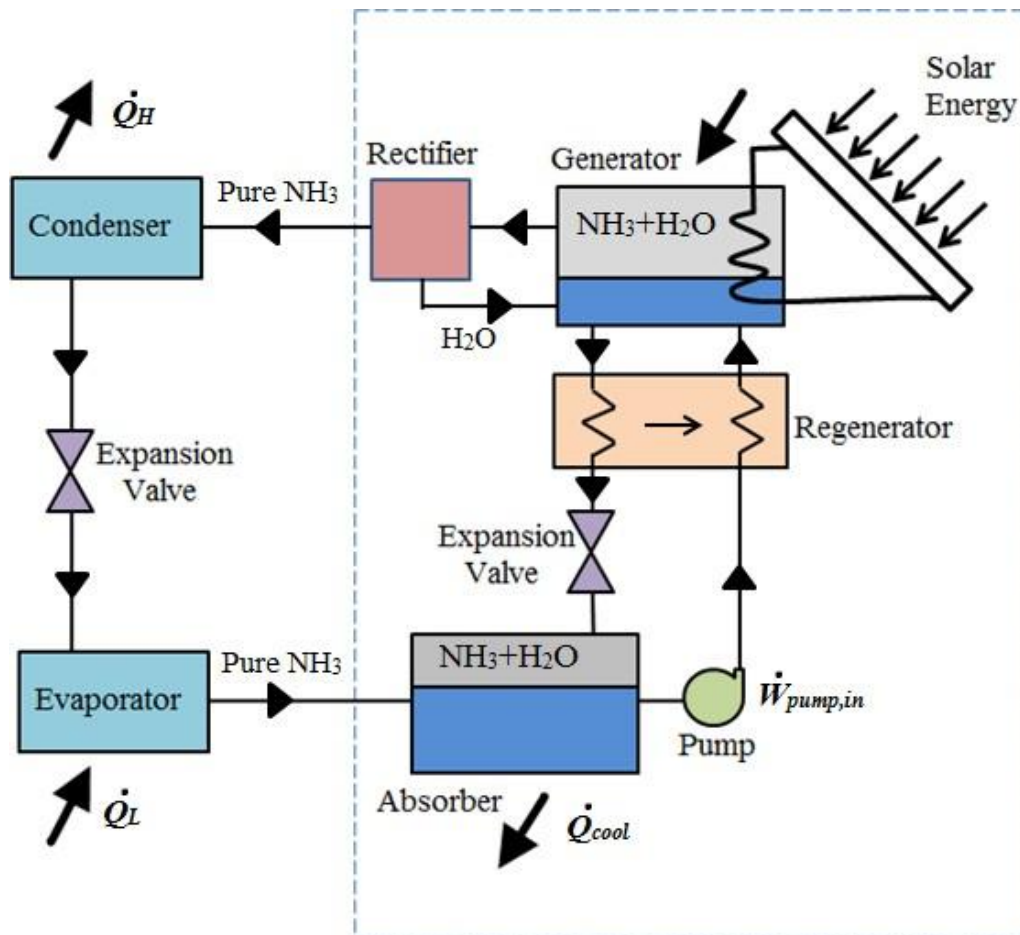 Solar
Energy
Q̇H
Rectifier
Generator
Pure NH₃
Condenser
NH₃+H₂O
H₂O
Regenerator
Expansion
Valve
Expansion
Valve
Pure NH₃
NH₃+H₂O
Evaporator
Ẇpump,in
Pump
Absorber
Q̇L
Q̇cool